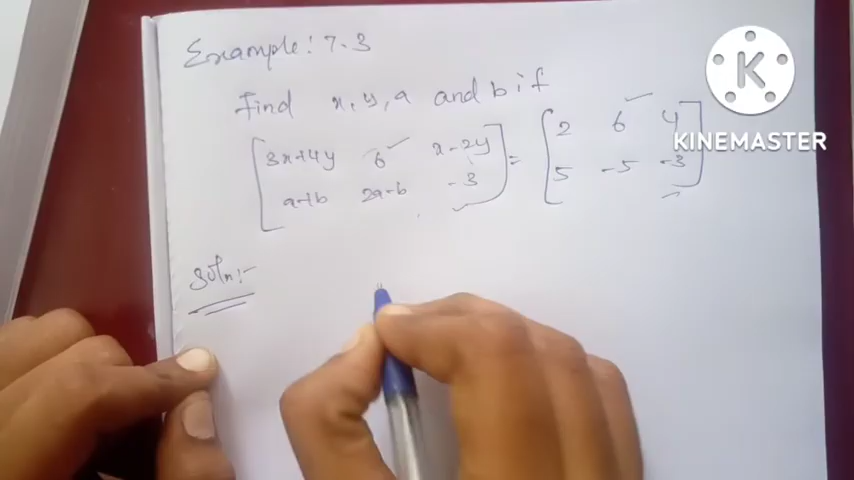 Example: 7.3
Find x, y, a and b if
[3x+4y 6 x-2y] = [2 6 4]
[a+b 2a-b -3] [5 -5 -3]
Soln:-
K
KINEMASTER